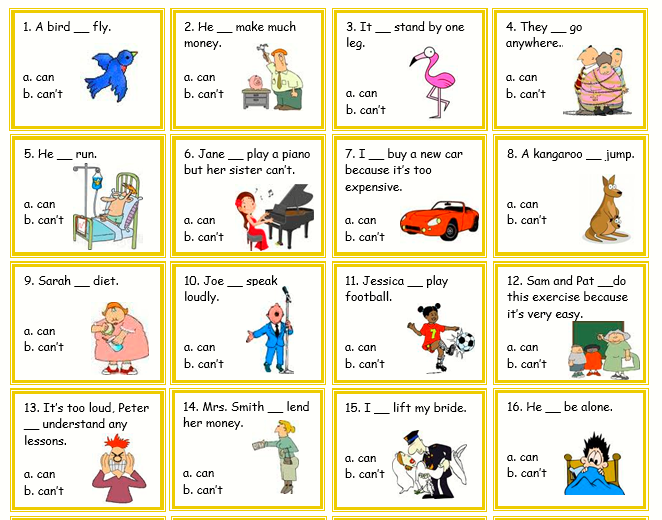 1. A bird __ fly.
a. can
b. can't
2. He __ make much
money.
a. can
b. can't
3. It __ stand by one
leg.
a. can
b. can't
4. They __ go
anywhere..
a. can
b. can't
5. He __ run.
a. can
b. can't
6. Jane __ play a piano
but her sister can't.
a. can
b. can't
7. I __ buy a new car
because it's too
expensive.
a. can
b. can't
8. A kangaroo __ jump.
a. can
b. can't
9. Sarah __ diet.
a. can
b. can't
10. Joe __ speak
loudly.
a. can
b. can't
11. Jessica __ play
football.
7
a. can
b. can't
12. Sam and Pat __do
this exercise because
it's very easy.
a. can
b. can't
13. It's too loud, Peter
__ understand any
lessons.
a. can
b. can't
14. Mrs. Smith __ lend
her money.
a. can
b. can't
15. I __ lift my bride.
a. can
b. can't
16. He __ be alone.
a. can
b. can't